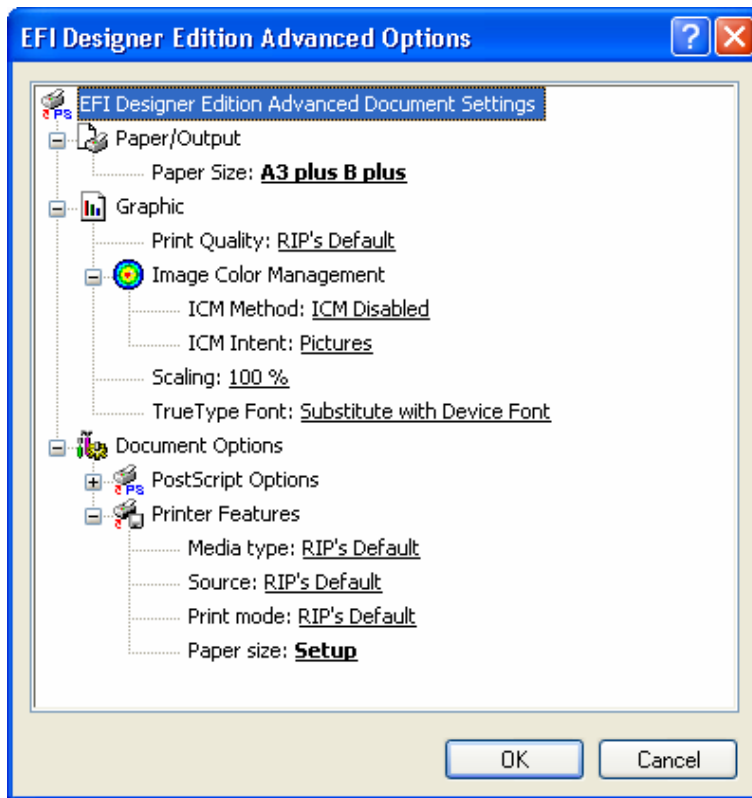 EFI Designer Edition Advanced Options
EFI Designer Edition Advanced Document Settings
Paper/Output
Paper Size: A3 plus B plus
Graphic
Print Quality: RIP's Default
Image Color Management
ICM Method: ICM Disabled
ICM Intent: Pictures
Scaling: 100 %
TrueType Font: Substitute with Device Font
Document Options
PostScript Options
Printer Features
Media type: RIP's Default
Source: RIP's Default
Print mode: RIP's Default
Paper size: Setup
OK Cancel